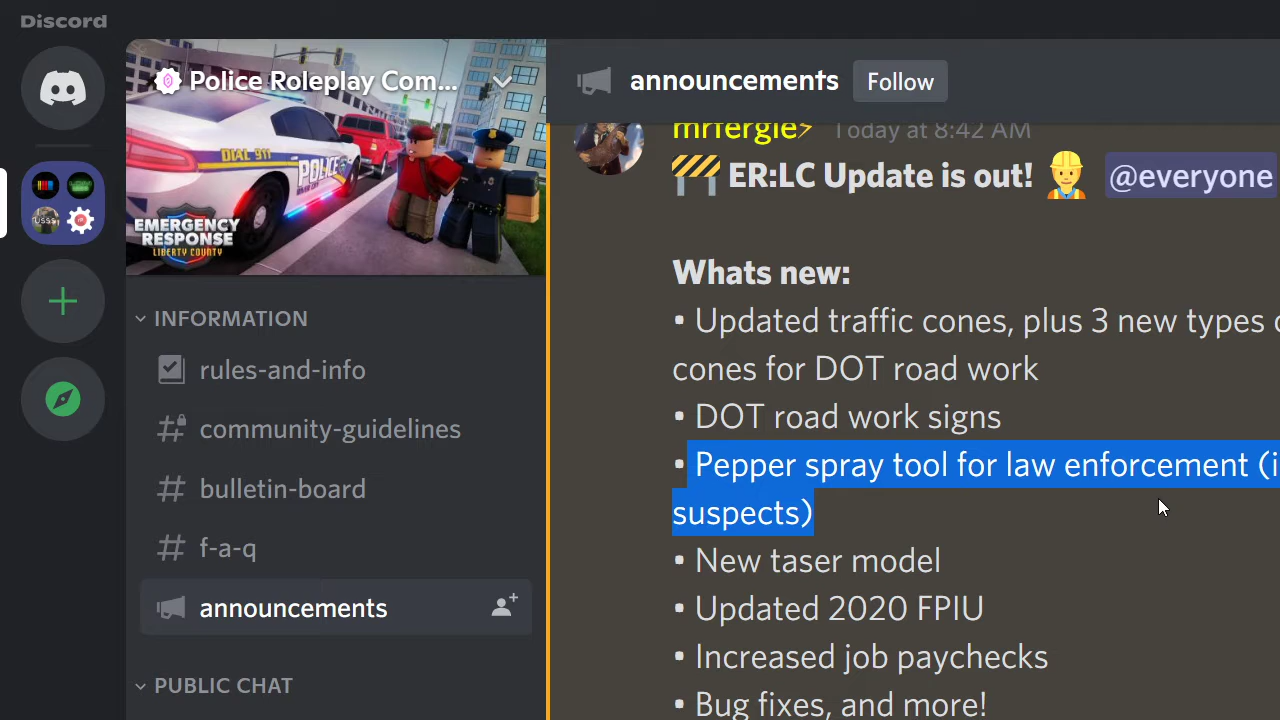 Discord
Police Roleplay Com...
DIAL 911
POLICE
EMERGENCY
RESPONSE
LIBERTY COUNTY
INFORMATION
rules-and-info
community-guidelines
bulletin-board
f-a-q
announcements
PUBLIC CHAT
announcements
Follow
mrfergie⚡ Today at 8:42 AM
🚧 ER:LC Update is out! 👷 @everyone
Whats new:
• Updated traffic cones, plus 3 new types
cones for DOT road work
• DOT road work signs
• Pepper spray tool for law enforcement (i
suspects)
• New taser model
• Updated 2020 FPIU
• Increased job paychecks
• Bug fixes, and more!